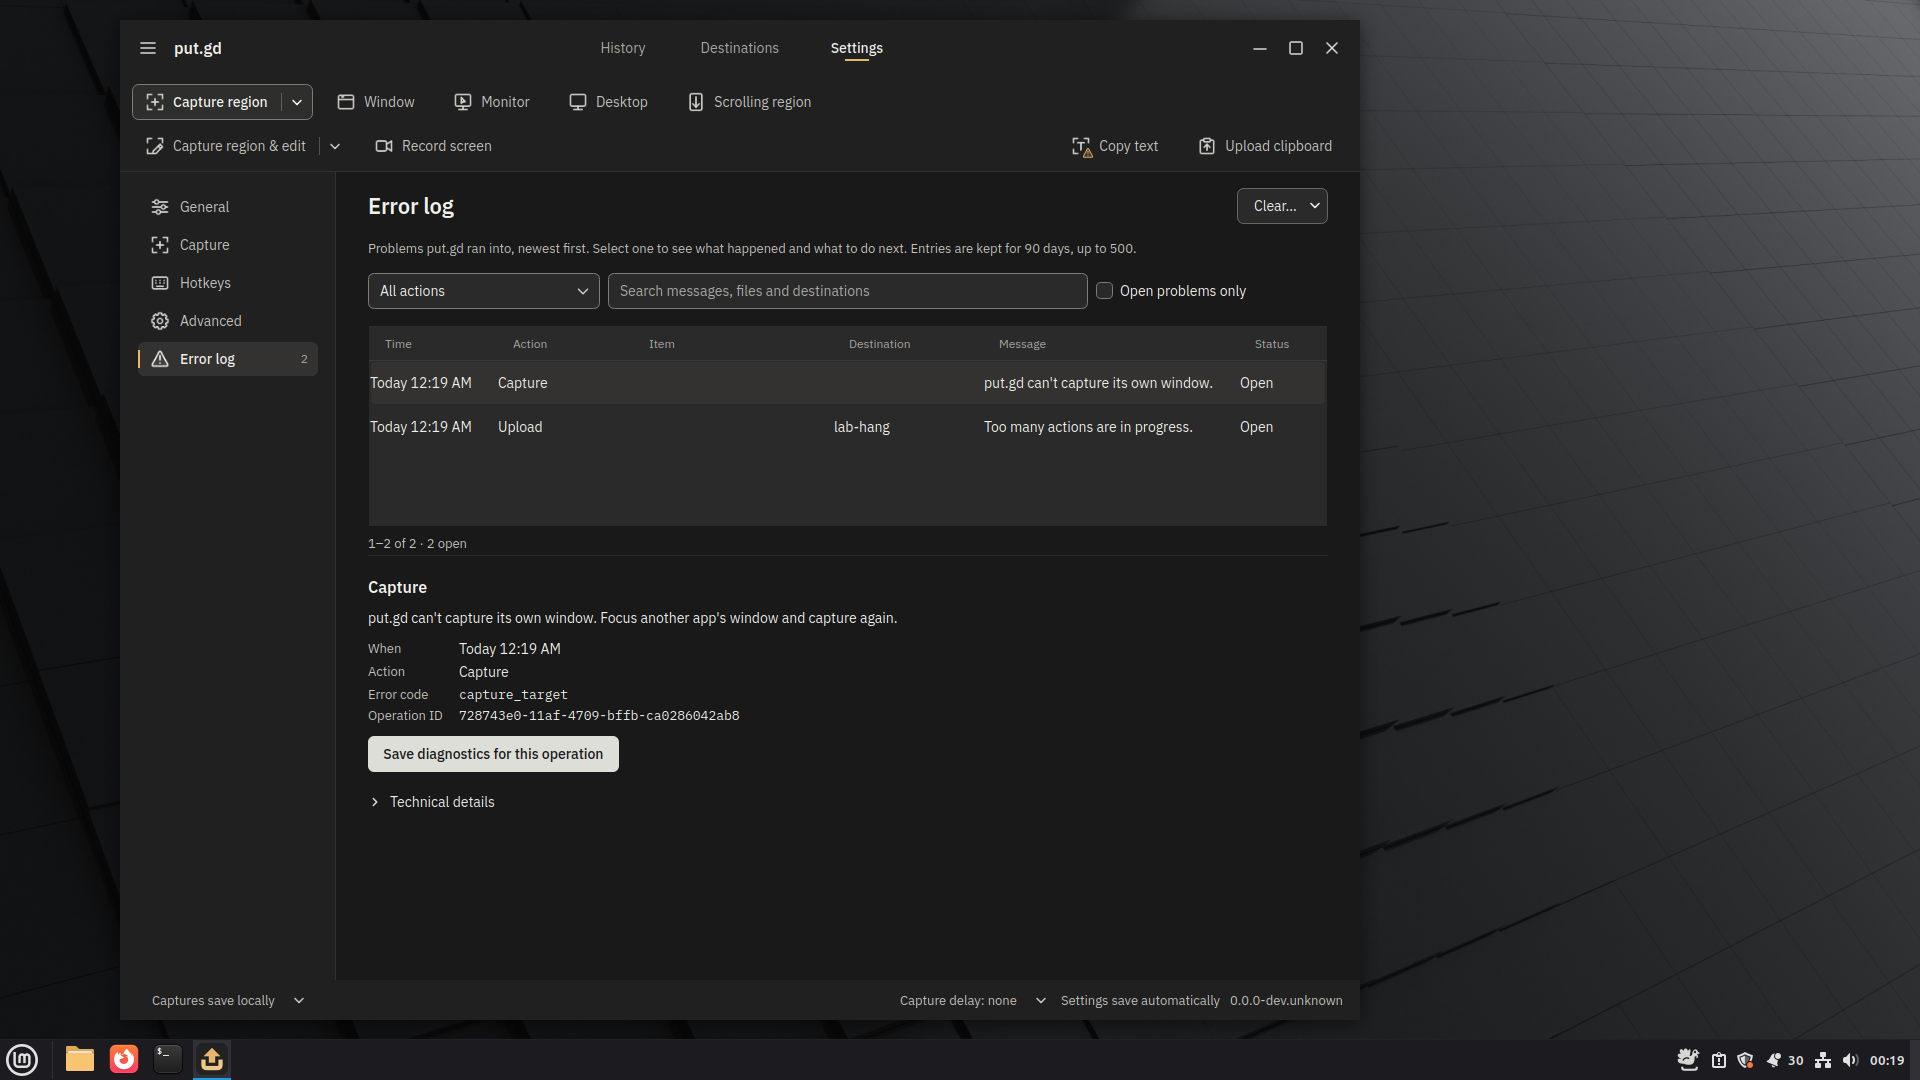 put.gd
History Destinations Settings
Capture region Window Monitor Desktop Scrolling region
Capture region & edit Record screen Copy text Upload clipboard
General
Capture
Hotkeys
Advanced
Error log 2
Error log
Clear...
Problems put.gd ran into, newest first. Select one to see what happened and what to do next. Entries are kept for 90 days, up to 500.
All actions Search messages, files and destinations Open problems only
Time Action Item Destination Message Status
Today 12:19 AM Capture put.gd can't capture its own window. Open
Today 12:19 AM Upload lab-hang Too many actions are in progress. Open
1–2 of 2 · 2 open
Capture
put.gd can't capture its own window. Focus another app's window and capture again.
When Today 12:19 AM
Action Capture
Error code capture_target
Operation ID 728743e0-11af-4709-bffb-ca0286042ab8
Save diagnostics for this operation
Technical details
Captures save locally Capture delay: none Settings save automatically 0.0.0-dev.unknown
30 00:19